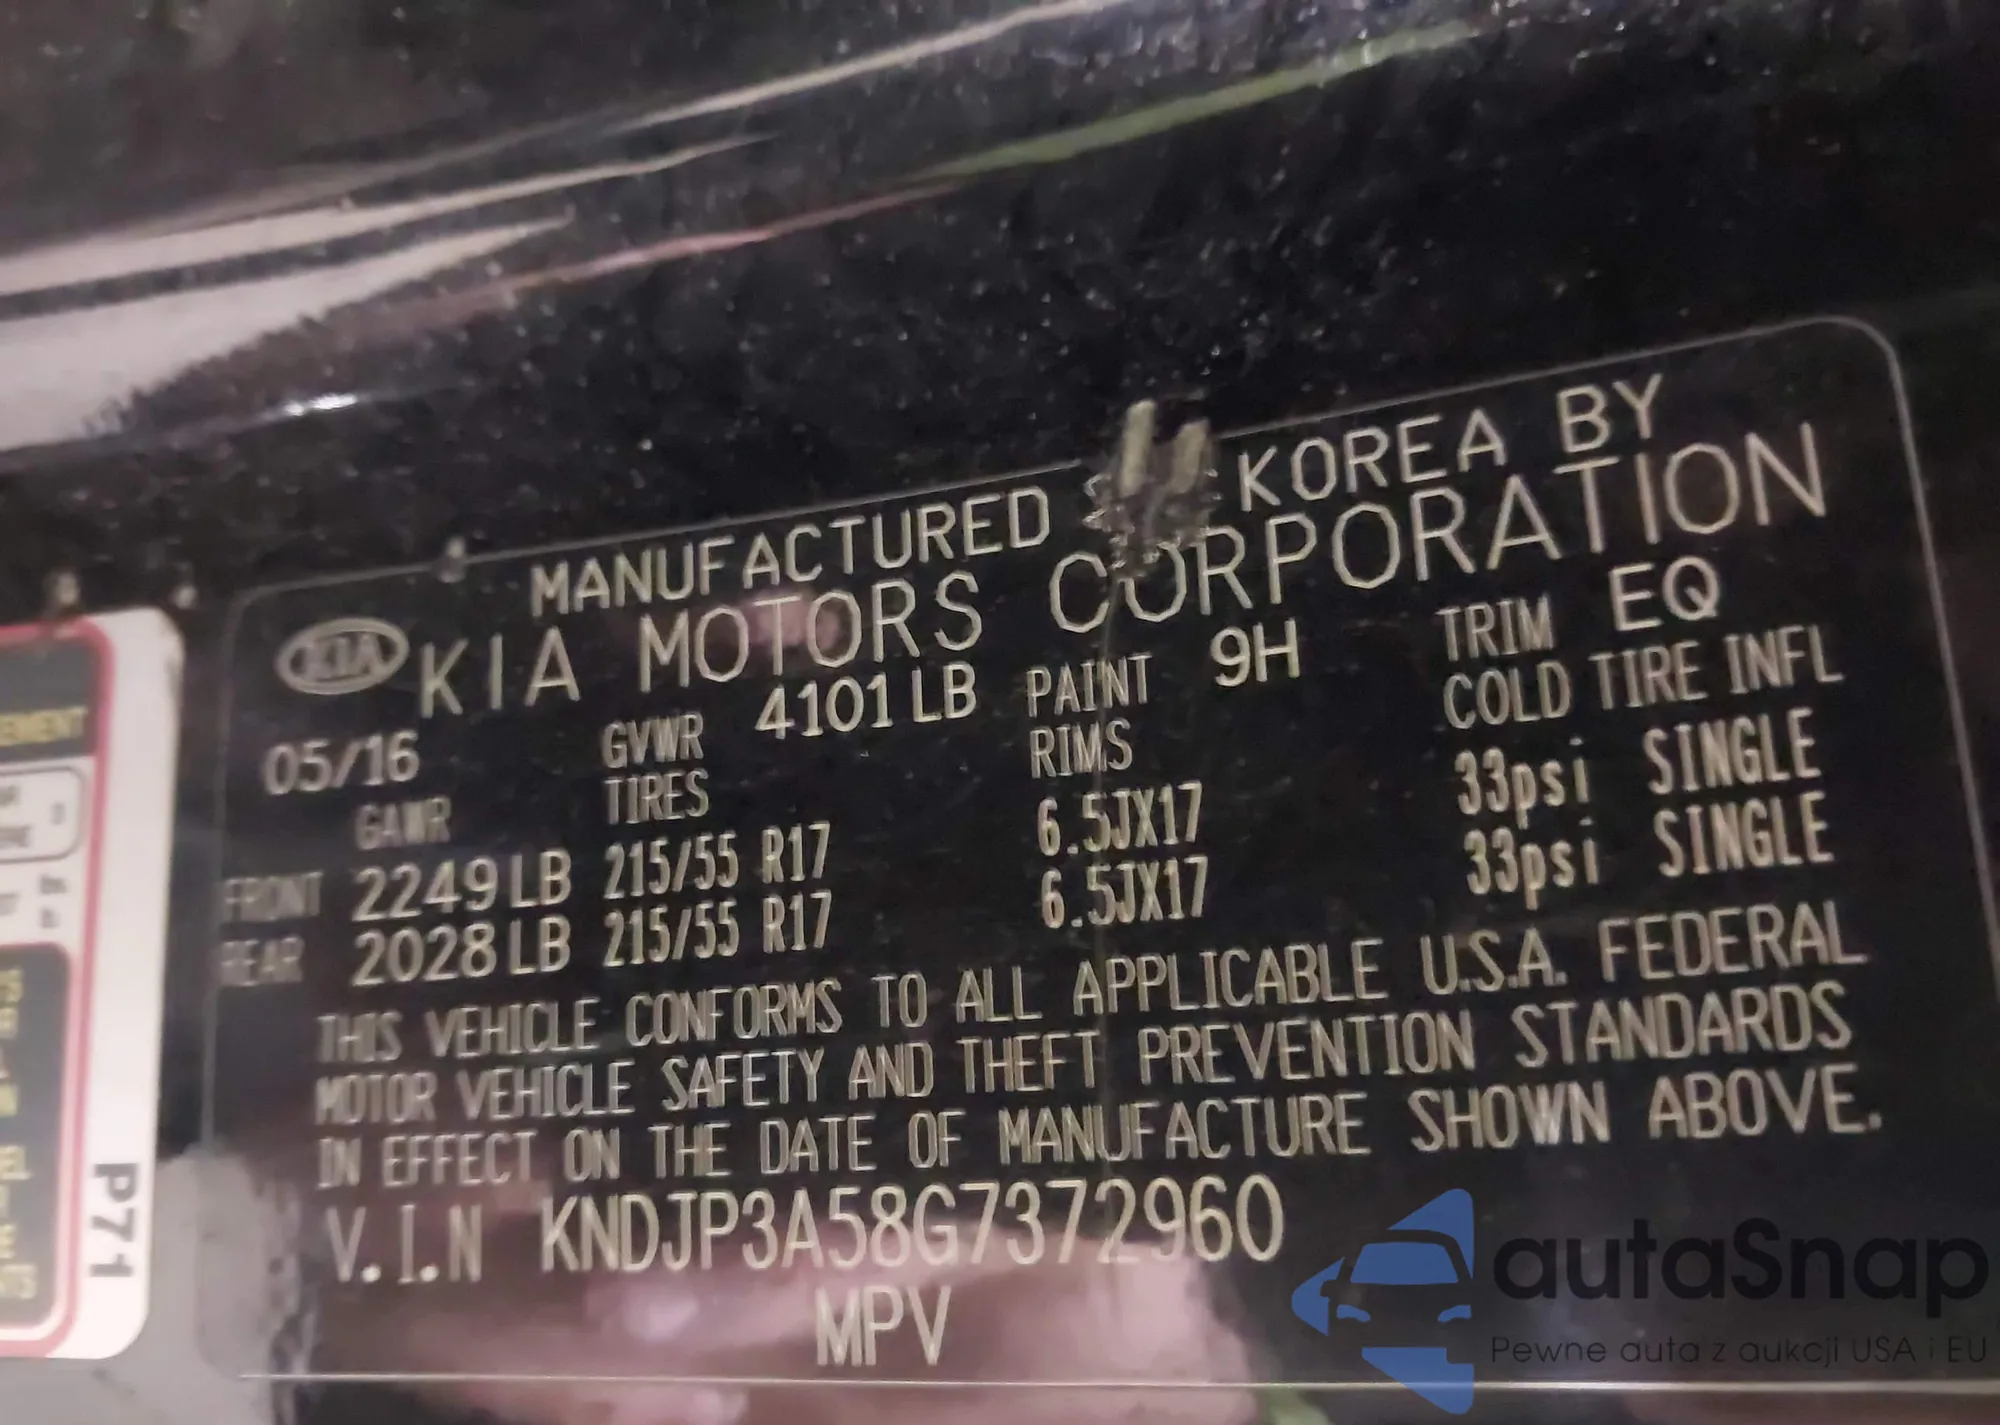 MANUFACTURED KOREA BY
KIA KIA MOTORS CORPORATION
05/16 GVWR 4101 LB PAINT 9H TRIM EQ
GAWR TIRES RIMS COLD TIRE INFL
FRONT 2249 LB 215/55 R17 6.5JX17 33psi SINGLE
REAR 2028 LB 215/55 R17 6.5JX17 33psi SINGLE
THIS VEHICLE CONFORMS TO ALL APPLICABLE U.S.A. FEDERAL
MOTOR VEHICLE SAFETY AND THEFT PREVENTION STANDARDS
IN EFFECT ON THE DATE OF MANUFACTURE SHOWN ABOVE.
V.I.N KNDJP3A58G7372960
MPV
P71
autaSnap
Pewne auta z aukcji USA i EU